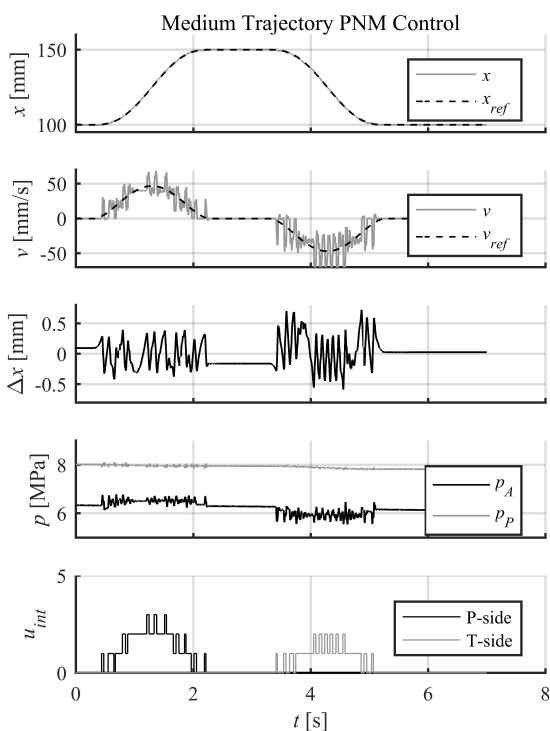 Medium Trajectory PNM Control
150
100
x [mm]
x
x_ref
50
0
-50
v [mm/s]
v
v_ref
0.5
0
-0.5
Δx [mm]
8
6
p [MPa]
p_A
p_P
5
0
u_int
P-side
T-side
0 2 4 6 8
t [s]